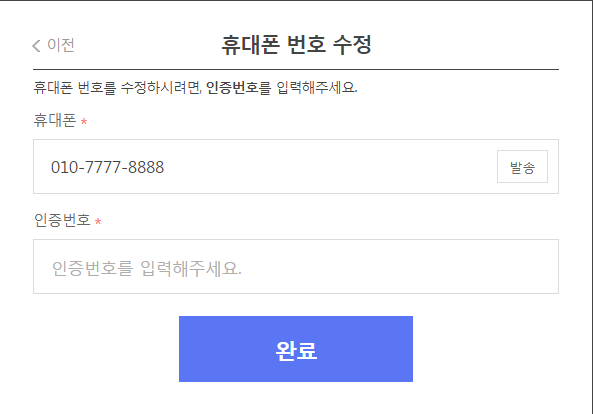 이전
휴대폰 번호 수정
휴대폰 번호를 수정하시려면, 인증번호를 입력해주세요.
휴대폰 *
010-7777-8888
발송
인증번호 *
인증번호를 입력해주세요.
완료